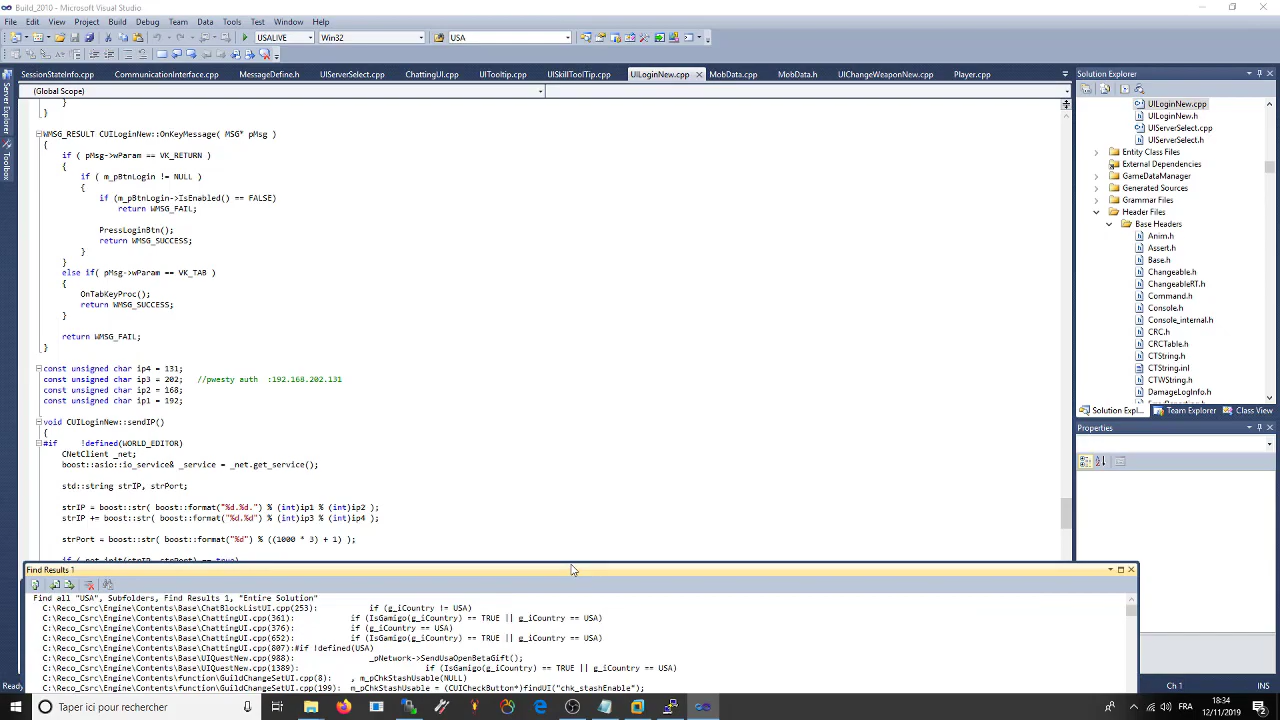 Build_2010 - Microsoft Visual Studio
File Edit View Project Build Debug Team Data Tools Test Window Help
USALIVE Win32 USA
SessionStateInfo.cpp CommunicationInterface.cpp MessageDefine.h UIServerSelect.cpp ChattingUI.cpp UITooltip.cpp UISkillToolTip.cpp UILoginNew.cpp MobData.cpp MobData.h UIChangeWeaponNew.cpp Player.cpp
(Global Scope)
Server Explorer
Toolbox
}
}
WMSG_RESULT CUILoginNew::OnKeyMessage( MSG* pMsg )
{
if ( pMsg->wParam == VK_RETURN )
{
if ( m_pBtnLogin != NULL )
{
if (m_pBtnLogin->IsEnabled() == FALSE)
return WMSG_FAIL;
PressLoginBtn();
return WMSG_SUCCESS;
}
}
else if( pMsg->wParam == VK_TAB )
{
OnTabKeyProc();
return WMSG_SUCCESS;
}
return WMSG_FAIL;
}
const unsigned char ip4 = 131;
const unsigned char ip3 = 202;   //pwesty auth  :192.168.202.131
const unsigned char ip2 = 168;
const unsigned char ip1 = 192;
void CUILoginNew::sendIP()
{
#if     !defined(WORLD_EDITOR)
CNetClient _net;
boost::asio::io_service& _service = _net.get_service();
std::string strIP, strPort;
strIP = boost::str( boost::format("%d.%d.") % (int)ip1 % (int)ip2 );
strIP += boost::str( boost::format("%d.%d") % (int)ip3 % (int)ip4 );
strPort = boost::str( boost::format("%d") % ((1000 * 3) + 1) );
if ( _net.init(strIP, strPort) == true)
Solution Explorer
UILoginNew.cpp
UILoginNew.h
UIServerSelect.cpp
UIServerSelect.h
Entity Class Files
External Dependencies
GameDataManager
Generated Sources
Grammar Files
Header Files
Base Headers
Anim.h
Assert.h
Base.h
Changeable.h
ChangeableRT.h
Command.h
Console.h
Console_internal.h
CRC.h
CRCTable.h
CTString.h
CTString.inl
CTWString.h
DamageLogInfo.h
Solution Expl... Team Explorer Class View
Properties
Find Results 1
Find all "USA", Subfolders, Find Results 1, "Entire Solution"
C:\Reco_Csrc\Engine\Contents\Base\ChatBlockListUI.cpp(253):          if (g_iCountry != USA)
C:\Reco_Csrc\Engine\Contents\Base\ChattingUI.cpp(361):          if (IsGamigo(g_iCountry) == TRUE || g_iCountry == USA)
C:\Reco_Csrc\Engine\Contents\Base\ChattingUI.cpp(376):          if (g_iCountry == USA)
C:\Reco_Csrc\Engine\Contents\Base\ChattingUI.cpp(652):          if (IsGamigo(g_iCountry) == TRUE || g_iCountry == USA)
C:\Reco_Csrc\Engine\Contents\Base\ChattingUI.cpp(807):#if !defined(USA)
C:\Reco_Csrc\Engine\Contents\Base\UIQuestNew.cpp(908):          _pNetwork->SendUsaOpenBetaGift();
C:\Reco_Csrc\Engine\Contents\Base\UIQuestNew.cpp(1389):          if (IsGamigo(g_iCountry) == TRUE || g_iCountry == USA)
C:\Reco_Csrc\Engine\Contents\function\GuildChangeSetUI.cpp(8):   , m_pChkStashUsable(NULL)
C:\Reco_Csrc\Engine\Contents\function\GuildChangeSetUI.cpp(199):  m_pChkStashUsable = (CUICheckButton*)findUI("chk_stashEnable");
Ready Ch 1 INS
Taper ici pour rechercher
FRA
18:34
12/11/2019
2